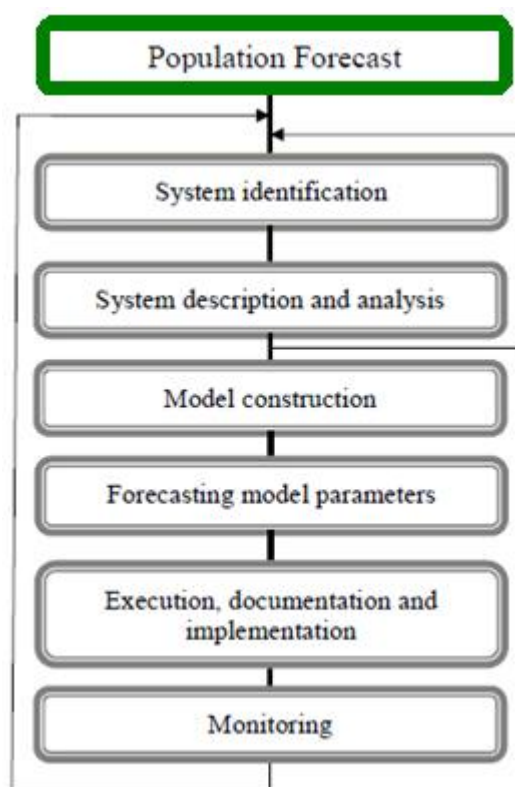 Population Forecast
System identification
System description and analysis
Model construction
Forecasting model parameters
Execution, documentation and
implementation
Monitoring